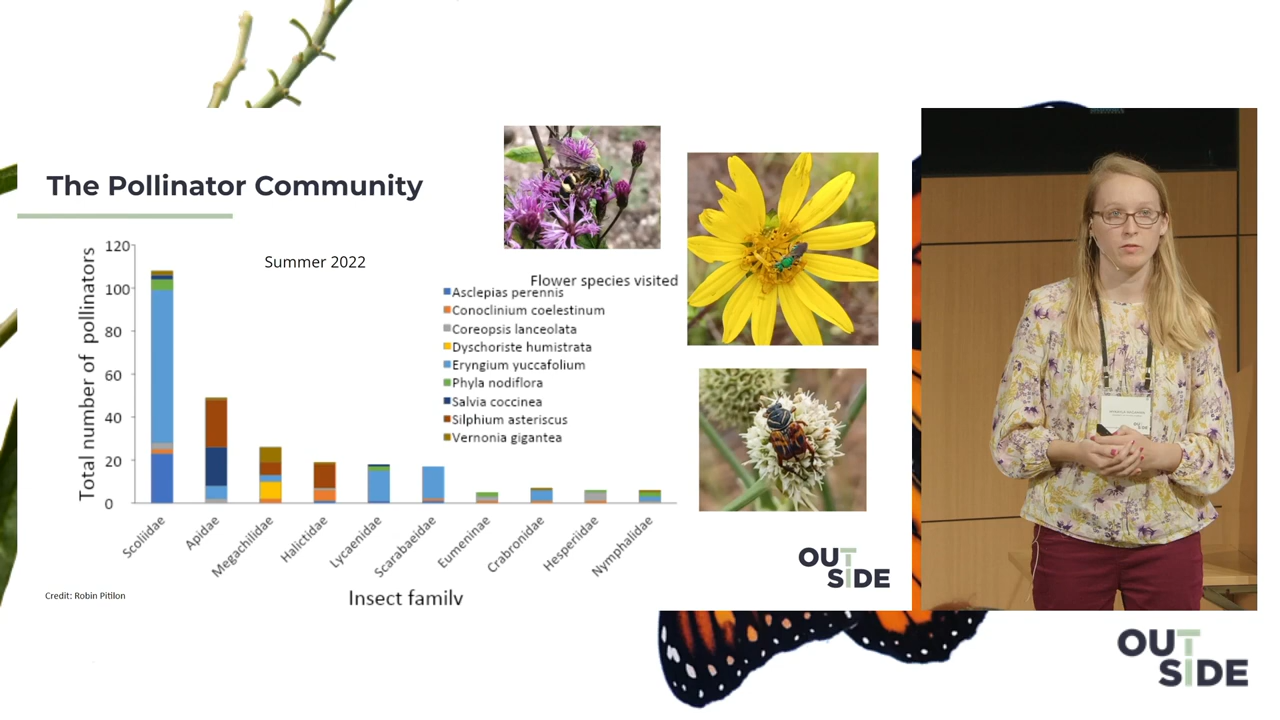 The Pollinator Community
Summer 2022
Total number of pollinators
120
100
80
60
40
20
0
Flower species visited
Asclepias perennis
Conoclinium coelestinum
Coreopsis lanceolata
Dyschoriste humistrata
Eryngium yuccafolium
Phyla nodiflora
Salvia coccinea
Silphium asteriscus
Vernonia gigantea
Scoliidae
Apidae
Megachilidae
Halictidae
Lycaenidae
Scarabaeidae
Eumeninae
Crabronidae
Hesperiidae
Nymphalidae
Insect family
Credit: Robin Pitilon
OUT
SIDE
OUT
SIDE